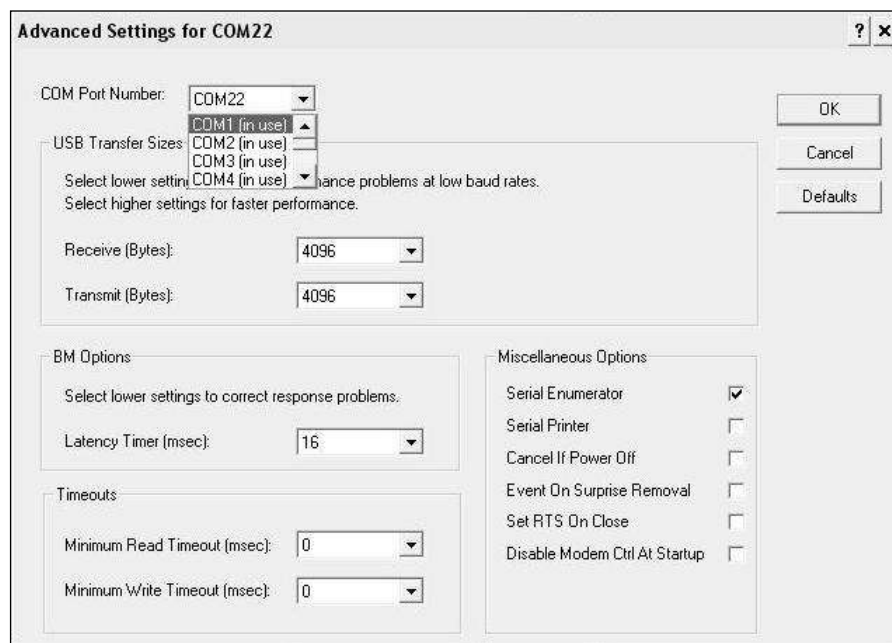 Advanced Settings for COM22
? ×
COM Port Number: COM22
COM1 (in use)
COM2 (in use)
COM3 (in use)
COM4 (in use)
OK
Cancel
Defaults
USB Transfer Sizes
Select lower setting mance problems at low baud rates.
Select higher settings for faster performance.
Receive (Bytes): 4096
Transmit (Bytes): 4096
BM Options
Select lower settings to correct response problems.
Latency Timer (msec): 16
Timeouts
Minimum Read Timeout (msec): 0
Minimum Write Timeout (msec): 0
Miscellaneous Options
Serial Enumerator
Serial Printer
Cancel If Power Off
Event On Surprise Removal
Set RTS On Close
Disable Modem Ctrl At Startup